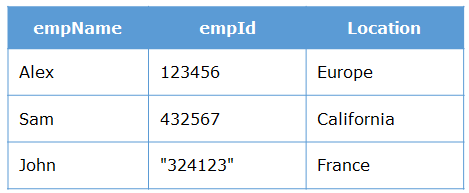 empName empId Location
Alex 123456 Europe
Sam 432567 California
John "324123" France